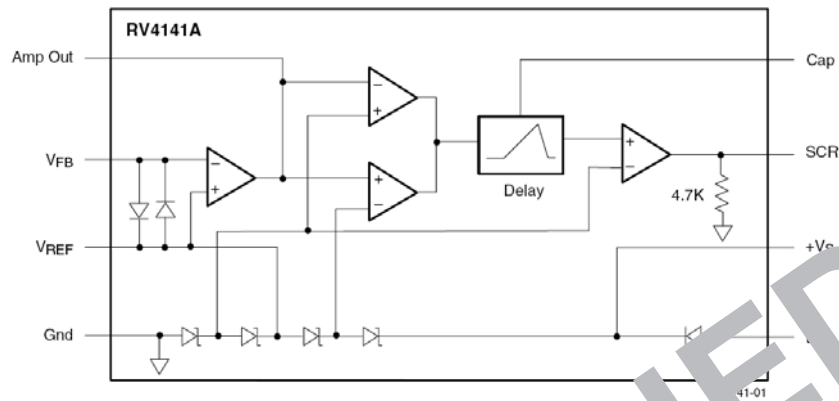 RV4141A
Amp Out
Cap
VFB
SCR
Delay
4.7K
VREF
+Vs
Gnd
41-01